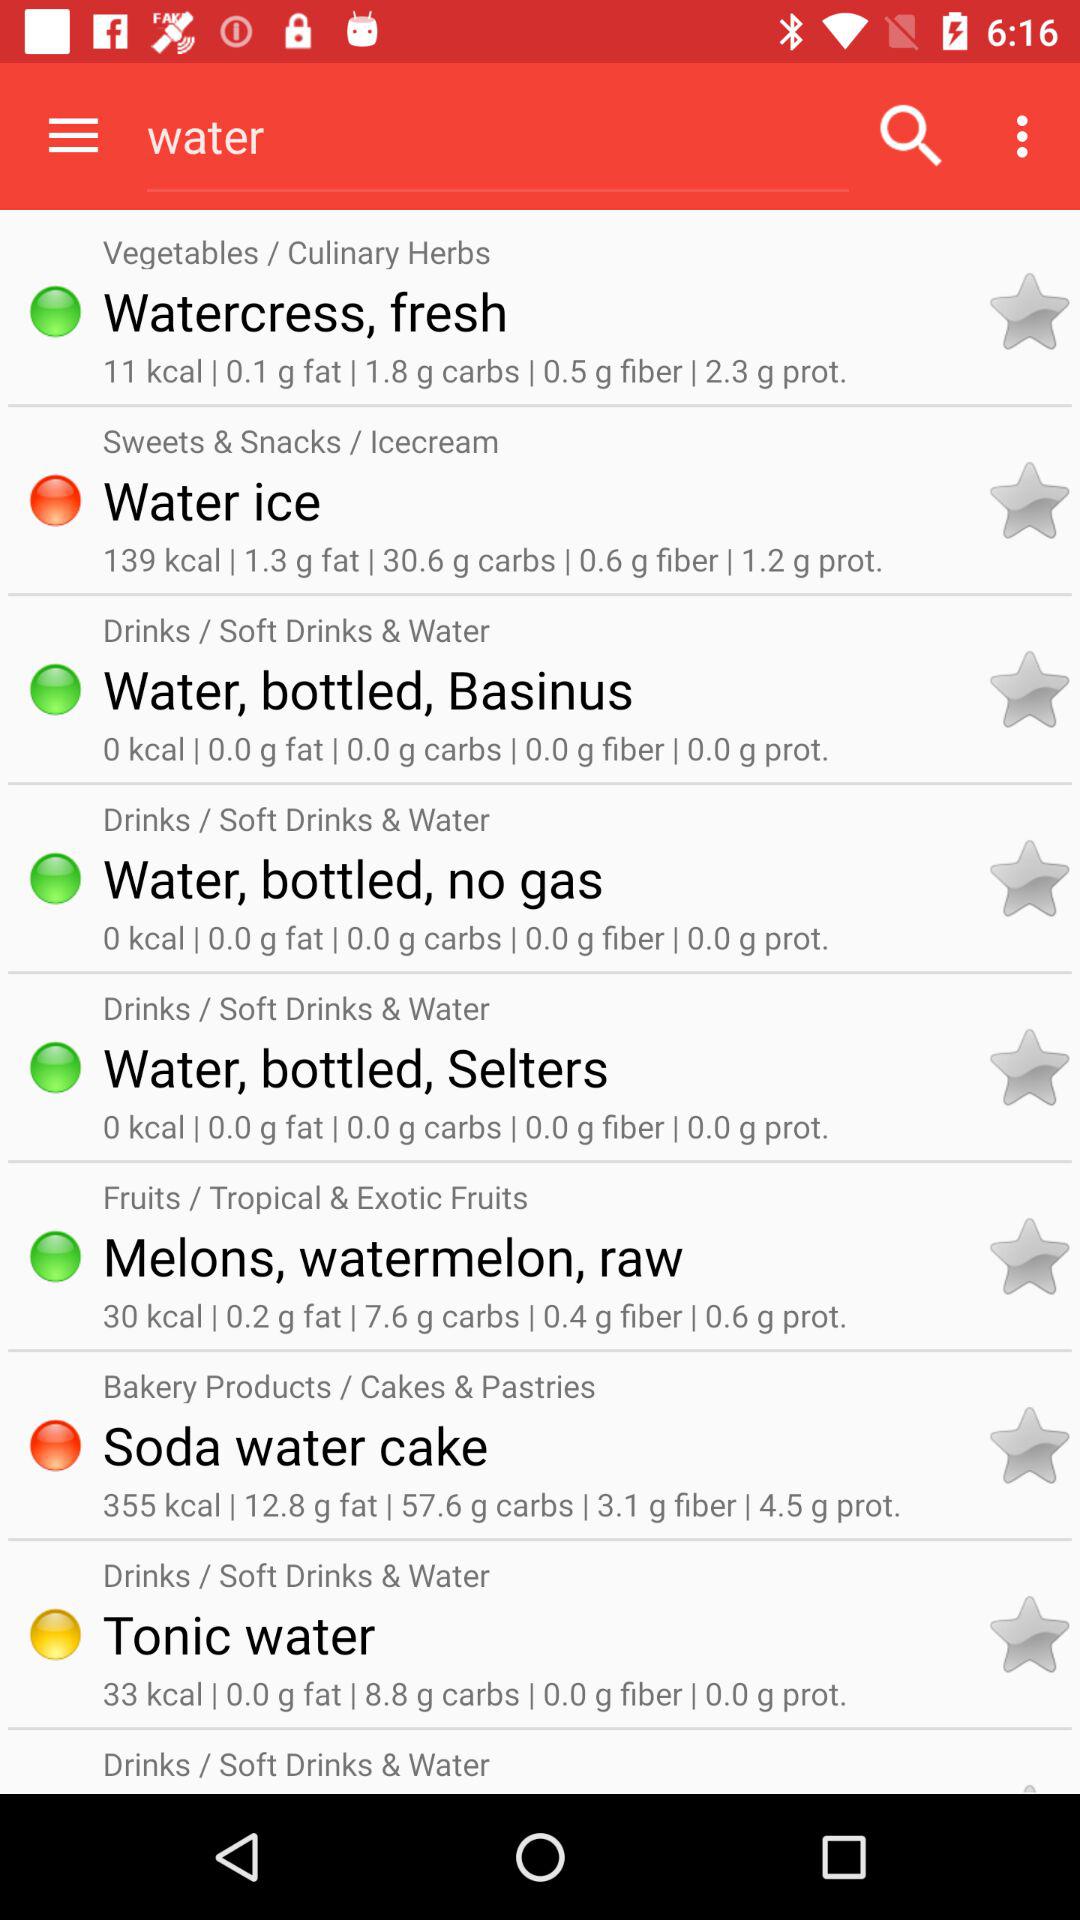 FAKE
6:16
water
Vegetables / Culinary Herbs
Watercress, fresh
11 kcal | 0.1 g fat | 1.8 g carbs | 0.5 g fiber | 2.3 g prot.
Sweets & Snacks / Icecream
Water ice
139 kcal | 1.3 g fat | 30.6 g carbs | 0.6 g fiber | 1.2 g prot.
Drinks / Soft Drinks & Water
Water, bottled, Basinus
0 kcal | 0.0 g fat | 0.0 g carbs | 0.0 g fiber | 0.0 g prot.
Drinks / Soft Drinks & Water
Water, bottled, no gas
0 kcal | 0.0 g fat | 0.0 g carbs | 0.0 g fiber | 0.0 g prot.
Drinks / Soft Drinks & Water
Water, bottled, Selters
0 kcal | 0.0 g fat | 0.0 g carbs | 0.0 g fiber | 0.0 g prot.
Fruits / Tropical & Exotic Fruits
Melons, watermelon, raw
30 kcal | 0.2 g fat | 7.6 g carbs | 0.4 g fiber | 0.6 g prot.
Bakery Products / Cakes & Pastries
Soda water cake
355 kcal | 12.8 g fat | 57.6 g carbs | 3.1 g fiber | 4.5 g prot.
Drinks / Soft Drinks & Water
Tonic water
33 kcal | 0.0 g fat | 8.8 g carbs | 0.0 g fiber | 0.0 g prot.
Drinks / Soft Drinks & Water